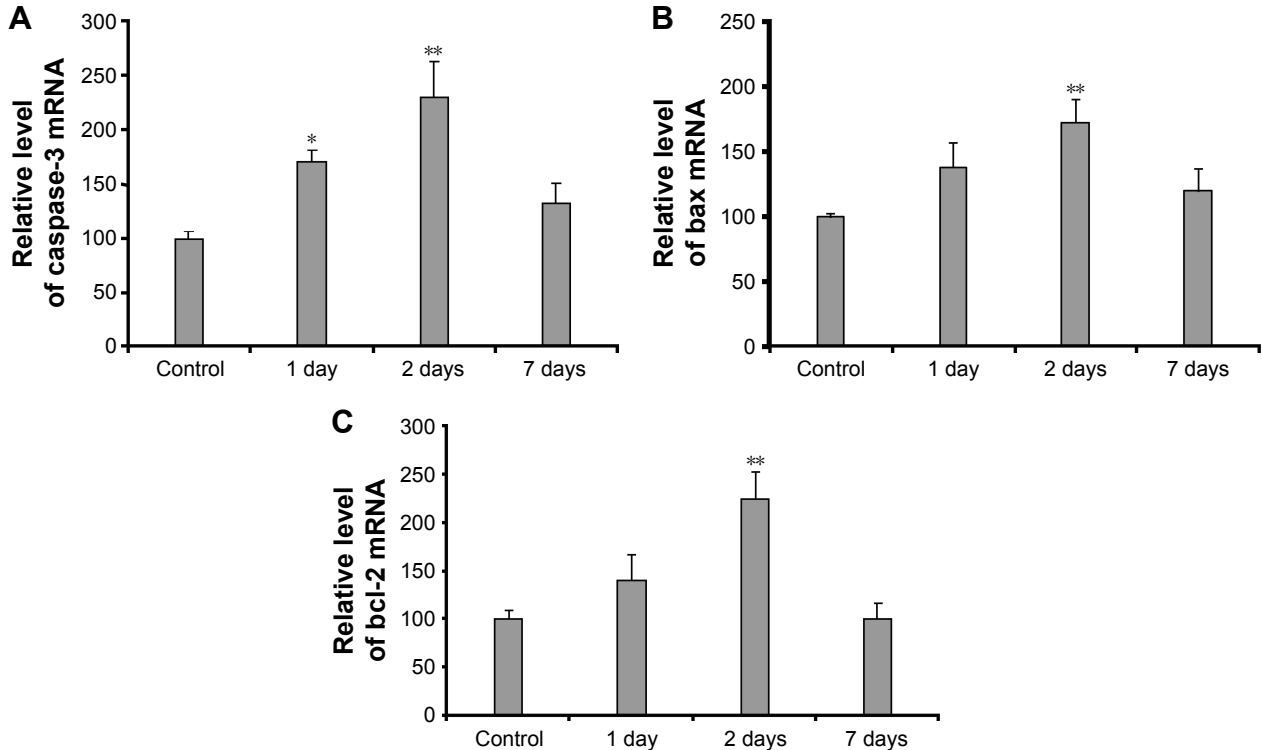 A
Relative level
of caspase-3 mRNA
300
250
200
150
100
50
0
*
**
Control 1 day 2 days 7 days
B
Relative level
of bax mRNA
250
200
150
100
50
0
**
Control 1 day 2 days 7 days
C
Relative level
of bcl-2 mRNA
300
250
200
150
100
50
0
**
Control 1 day 2 days 7 days